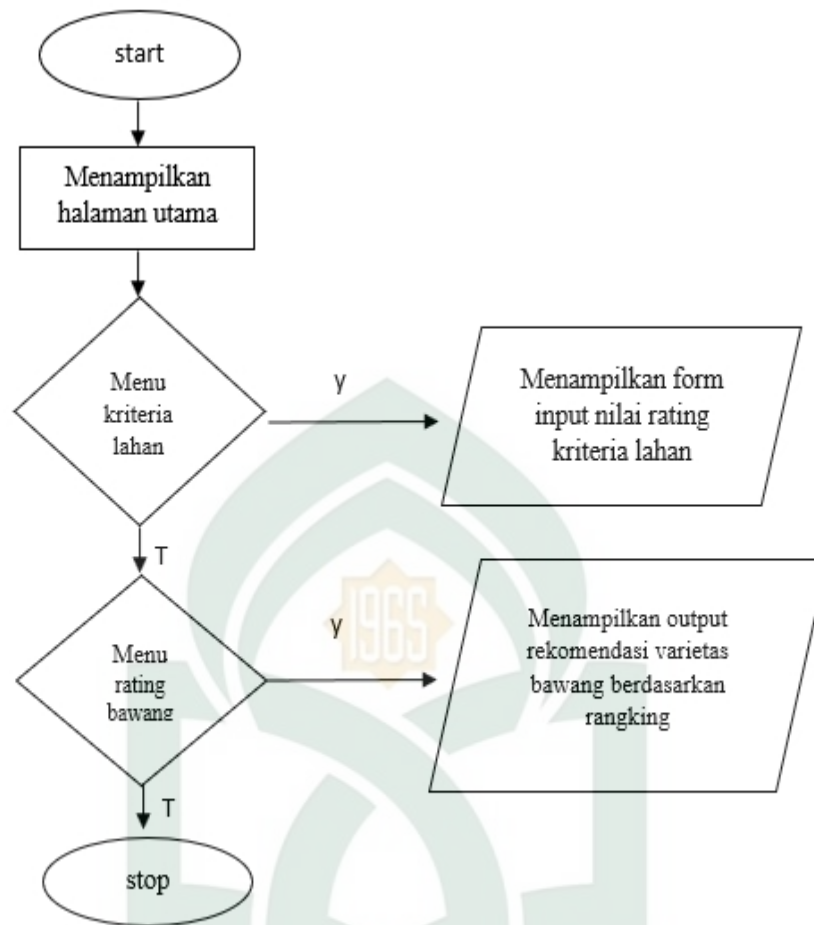 start
Menampilkan
halaman utama
Menu
kriteria
lahan
y
Menampilkan form
input nilai rating
kriteria lahan
T
1965
Menu
rating
bawang
y
Menampilkan output
rekomendasi varietas
bawang berdasarkan
rangking
T
stop